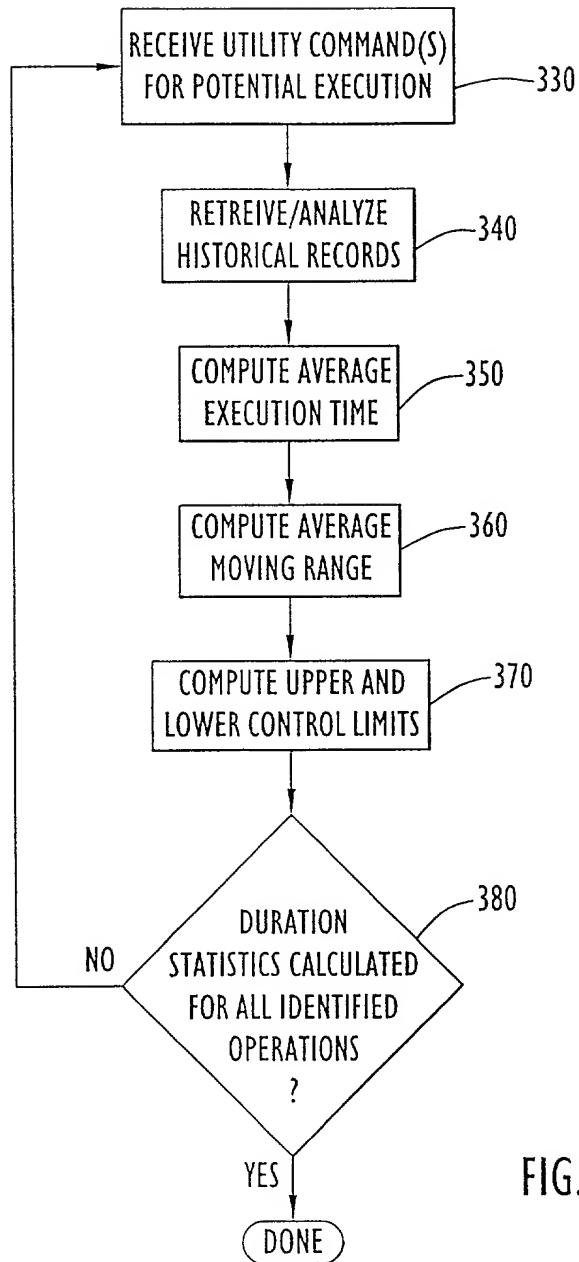 RECEIVE UTILITY COMMAND(S)
FOR POTENTIAL EXECUTION
330
RETREIVE/ANALYZE
HISTORICAL RECORDS
340
COMPUTE AVERAGE
EXECUTION TIME
350
COMPUTE AVERAGE
MOVING RANGE
360
COMPUTE UPPER AND
LOWER CONTROL LIMITS
370
DURATION
STATISTICS CALCULATED
FOR ALL IDENTIFIED
OPERATIONS
?
380
NO
YES
FIG.
DONE